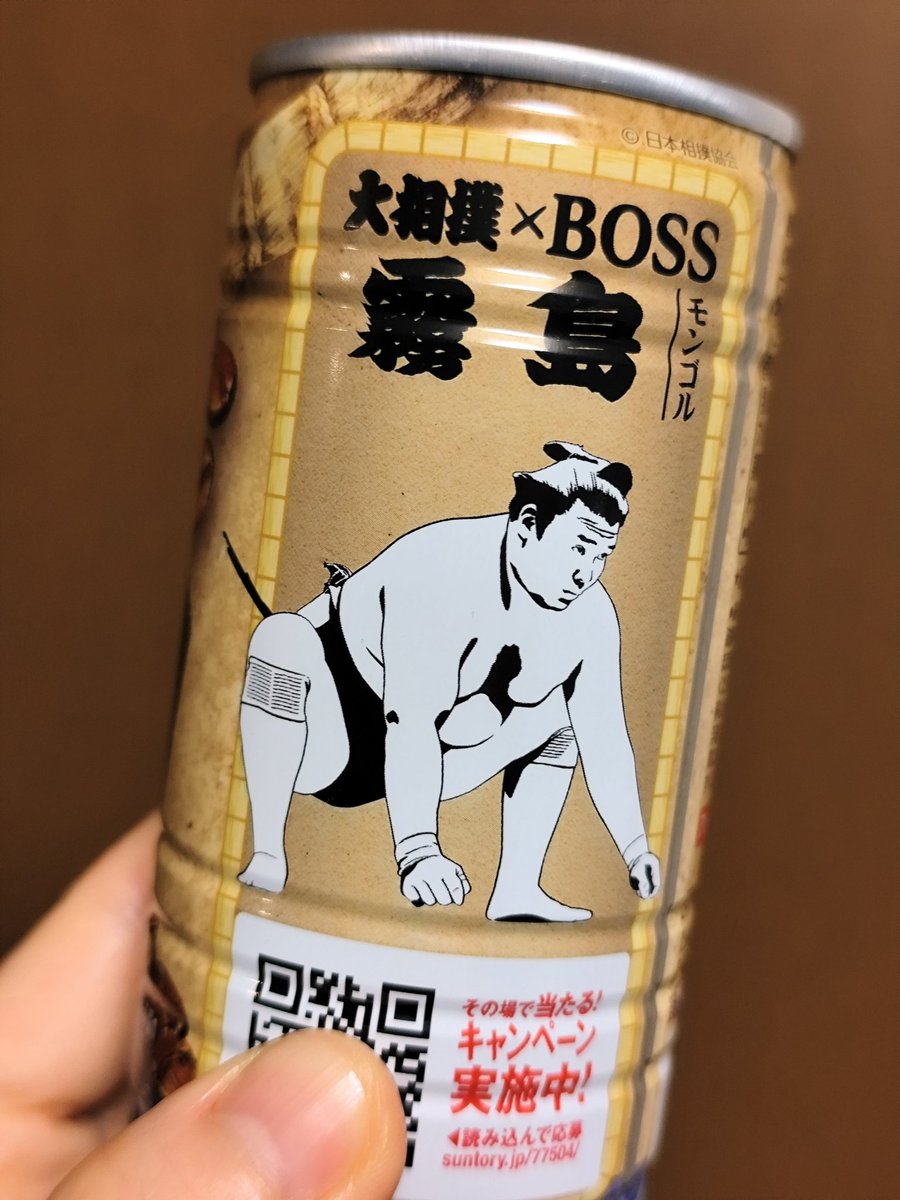 © 日本相撲協会
大相撲×BOSS
霧島
モンゴル
その場で当たる!
キャンペーン
実施中!
◀読み込んで応募
suntory.jp/77504/